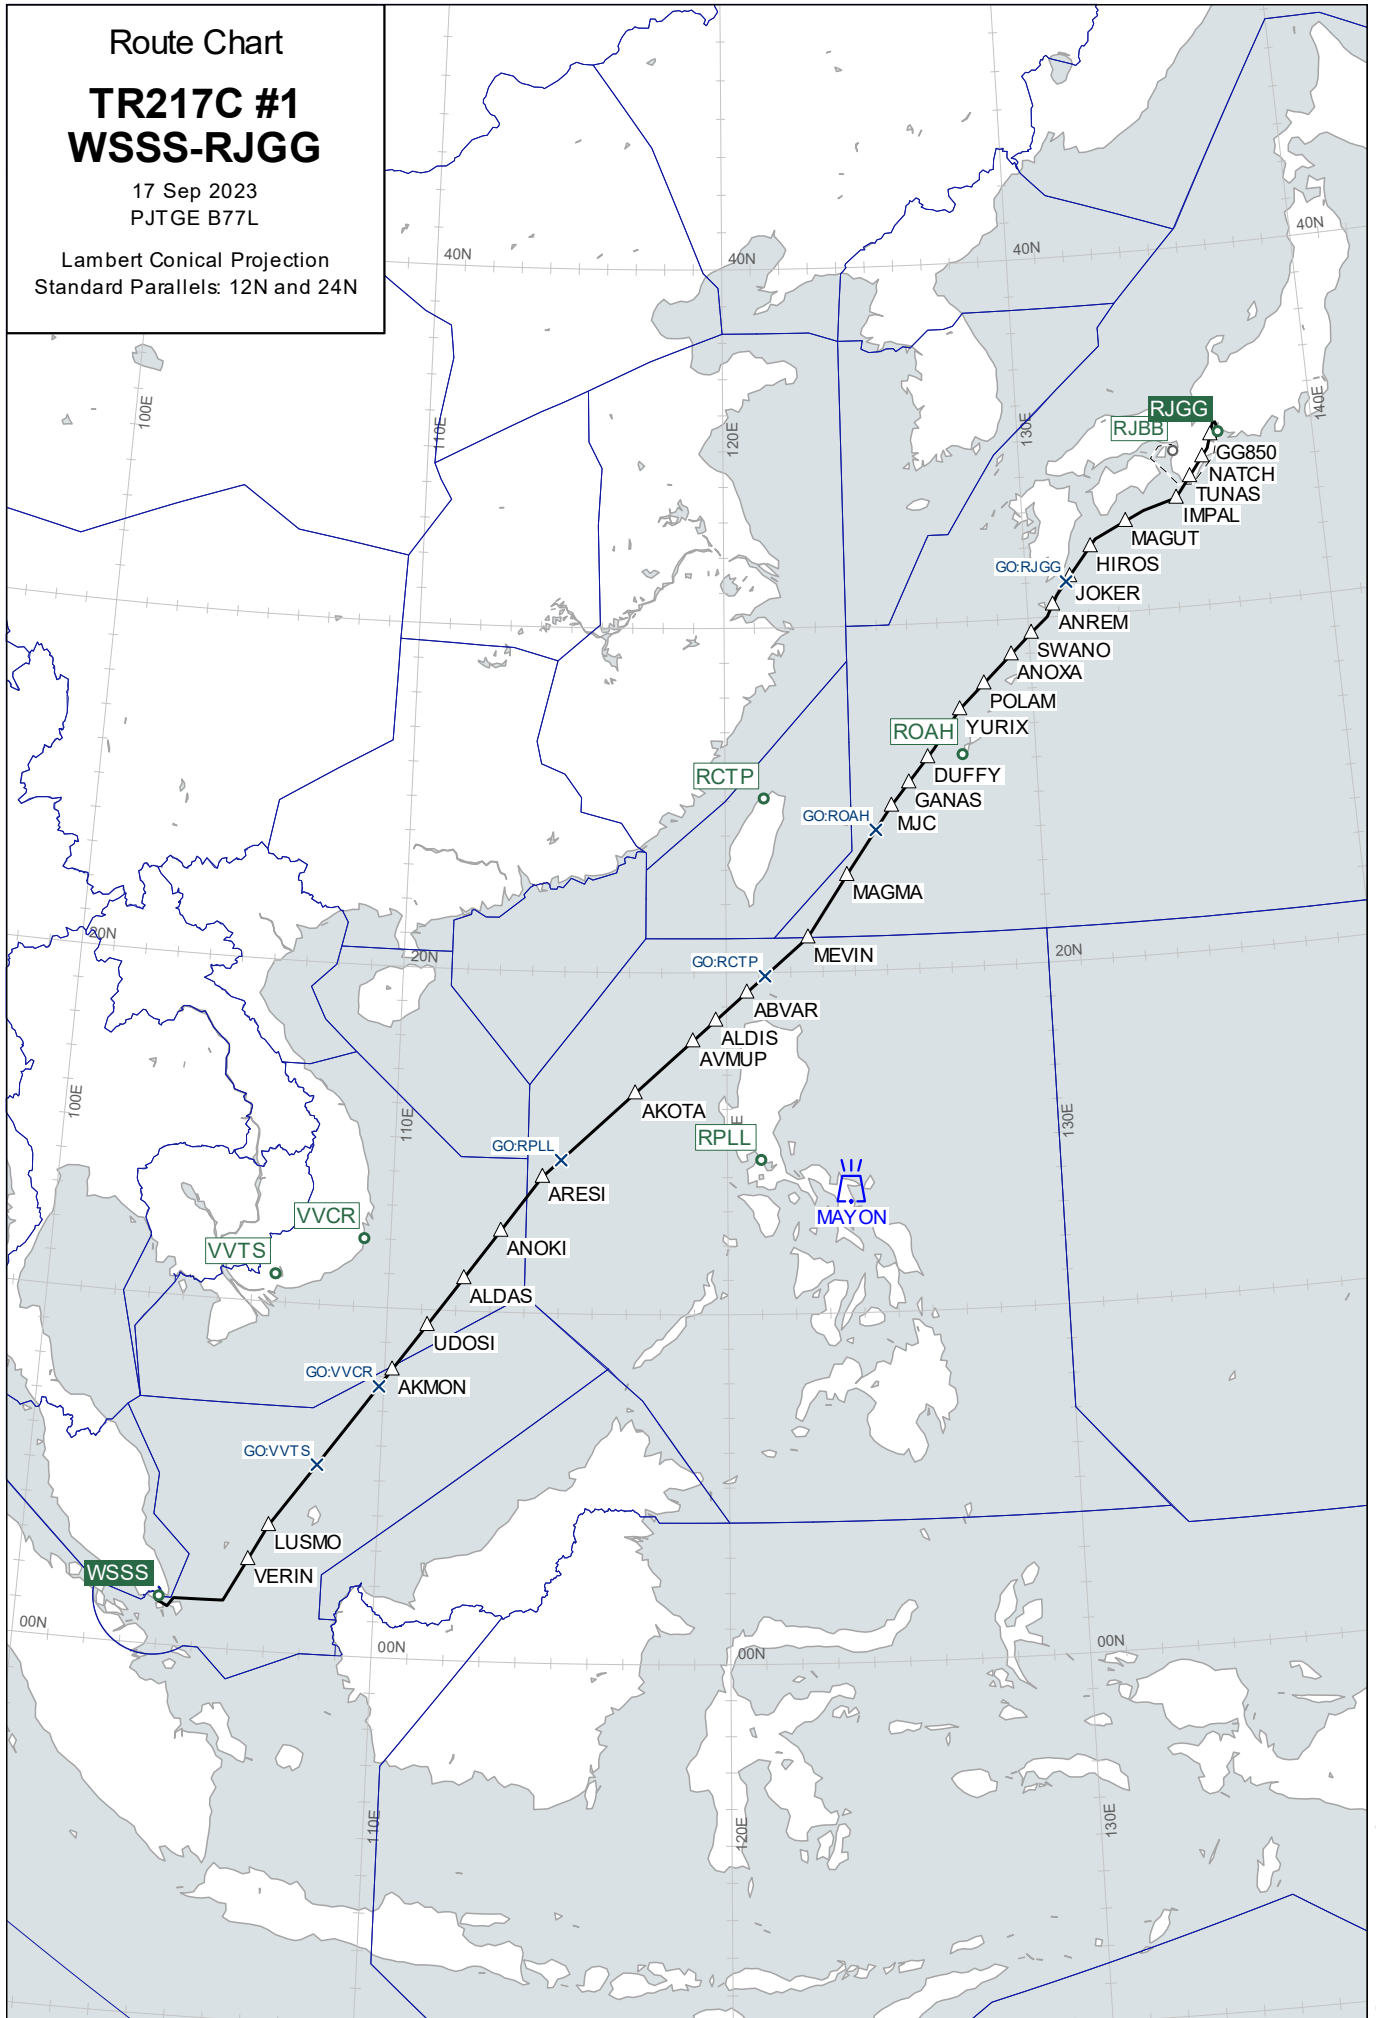 Route Chart
TR217C #1
WSSS-RJGG
17 Sep 2023
PJTGE B77L
Lambert Conical Projection
Standard Parallels: 12N and 24N
40N
40N
40N
40N
100E
110E
120E
130E
140E
RJGG
RJBB
GG850
NATCH
TUNAS
IMPAL
MAGUT
HIROS
GO:RJGG
JOKER
ANREM
SWANO
ANOXA
POLAM
YURIX
ROAH
DUFFY
RCTP
GANAS
GO:ROAH
MJC
MAGMA
20N
20N
20N
MEVIN
GO:RCTP
ABVAR
ALDIS
AVMUP
100E
110E
AKOTA
E
130E
RPLL
GO:RPLL
ARESI
MAYON
VVCR
ANOKI
VVTS
ALDAS
UDOSI
GO:VVCR
AKMON
GO:VVTS
LUSMO
VERIN
WSSS
00N
00N
00N
00N
110E
120E
130E